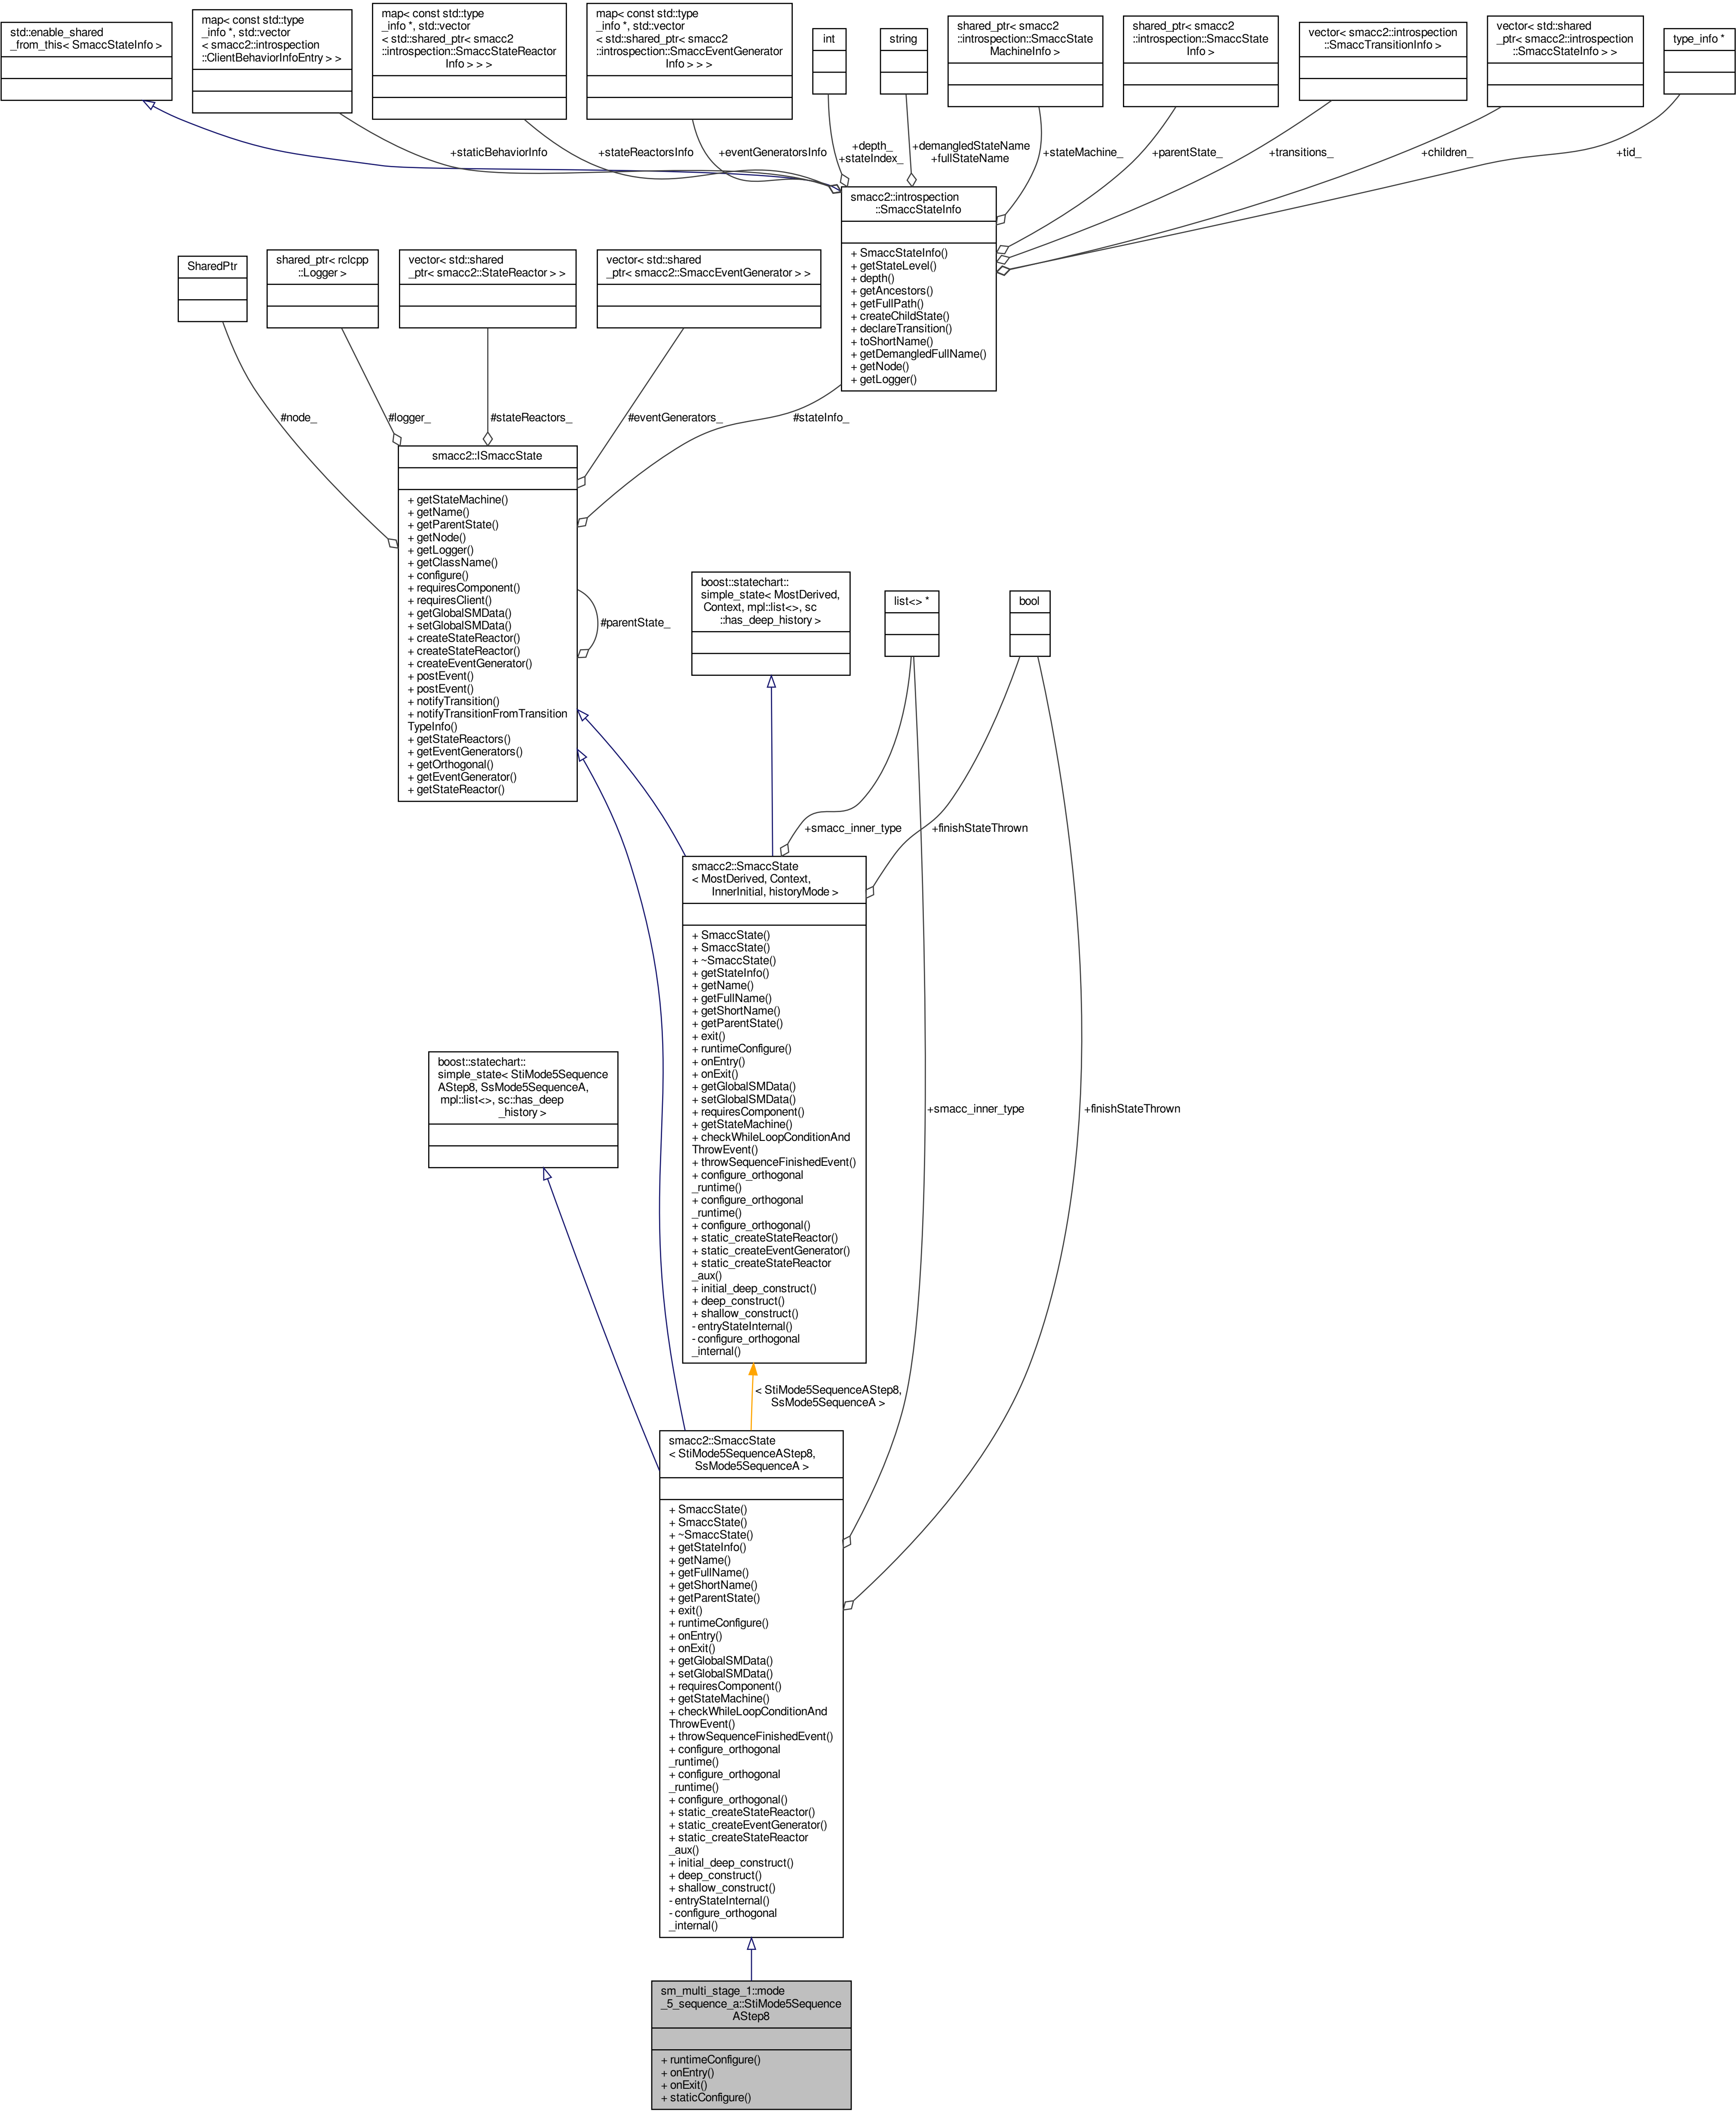 std::enable_shared
_from_this< SmaccStateInfo >
map< const std::type
_info *, std::vector
< smacc2::introspection
::ClientBehaviorInfoEntry > >
map< const std::type
_info *, std::vector
< std::shared_ptr< smacc2
::introspection::SmaccStateReactor
Info > > >
map< const std::type
_info *, std::vector
< std::shared_ptr< smacc2
::introspection::SmaccEventGenerator
Info > > >
int
string
shared_ptr< smacc2
::introspection::SmaccState
MachineInfo >
shared_ptr< smacc2
::introspection::SmaccState
Info >
vector< smacc2::introspection
::SmaccTransitionInfo >
vector< std::shared
_ptr< smacc2::introspection
::SmaccStateInfo > >
type_info *
+staticBehaviorInfo
+stateReactorsInfo
+eventGeneratorsInfo
+depth_
+stateIndex_
+demangledStateName
+fullStateName
+stateMachine_
+parentState_
+transitions_
+children_
+tid_
smacc2::introspection
::SmaccStateInfo
+ SmaccStateInfo()
+ getStateLevel()
+ depth()
+ getAncestors()
+ getFullPath()
+ createChildState()
+ declareTransition()
+ toShortName()
+ getDemangledFullName()
+ getNode()
+ getLogger()
SharedPtr
shared_ptr< rclcpp
::Logger >
vector< std::shared
_ptr< smacc2::StateReactor > >
vector< std::shared
_ptr< smacc2::SmaccEventGenerator > >
#node_
#logger_
#stateReactors_
#eventGenerators_
#stateInfo_
smacc2::ISmaccState
+ getStateMachine()
+ getName()
+ getParentState()
+ getNode()
+ getLogger()
+ getClassName()
+ configure()
+ requiresComponent()
+ requiresClient()
+ getGlobalSMData()
+ setGlobalSMData()
+ createStateReactor()
+ createStateReactor()
+ createEventGenerator()
+ postEvent()
+ postEvent()
+ notifyTransition()
+ notifyTransitionFromTransition
TypeInfo()
+ getStateReactors()
+ getEventGenerators()
+ getOrthogonal()
+ getEventGenerator()
+ getStateReactor()
#parentState_
boost::statechart::
simple_state< MostDerived,
Context, mpl::list<>, sc
::has_deep_history >
list<> *
bool
+smacc_inner_type
+finishStateThrown
smacc2::SmaccState
< MostDerived, Context,
InnerInitial, historyMode >
+ SmaccState()
+ SmaccState()
+ ~SmaccState()
+ getStateInfo()
+ getName()
+ getFullName()
+ getShortName()
+ getParentState()
+ exit()
+ runtimeConfigure()
+ onEntry()
+ onExit()
+ getGlobalSMData()
+ setGlobalSMData()
+ requiresComponent()
+ getStateMachine()
+ checkWhileLoopConditionAnd
ThrowEvent()
+ throwSequenceFinishedEvent()
+ configure_orthogonal
_runtime()
+ configure_orthogonal
_runtime()
+ configure_orthogonal()
+ static_createStateReactor()
+ static_createEventGenerator()
+ static_createStateReactor
_aux()
+ initial_deep_construct()
+ deep_construct()
+ shallow_construct()
- entryStateInternal()
- configure_orthogonal
_internal()
boost::statechart::
simple_state< StiMode5Sequence
AStep8, SsMode5SequenceA,
mpl::list<>, sc::has_deep
_history >
+smacc_inner_type
+finishStateThrown
< StiMode5SequenceAStep8,
SsMode5SequenceA >
smacc2::SmaccState
< StiMode5SequenceAStep8,
SsMode5SequenceA >
+ SmaccState()
+ SmaccState()
+ ~SmaccState()
+ getStateInfo()
+ getName()
+ getFullName()
+ getShortName()
+ getParentState()
+ exit()
+ runtimeConfigure()
+ onEntry()
+ onExit()
+ getGlobalSMData()
+ setGlobalSMData()
+ requiresComponent()
+ getStateMachine()
+ checkWhileLoopConditionAnd
ThrowEvent()
+ throwSequenceFinishedEvent()
+ configure_orthogonal
_runtime()
+ configure_orthogonal
_runtime()
+ configure_orthogonal()
+ static_createStateReactor()
+ static_createEventGenerator()
+ static_createStateReactor
_aux()
+ initial_deep_construct()
+ deep_construct()
+ shallow_construct()
- entryStateInternal()
- configure_orthogonal
_internal()
sm_multi_stage_1::mode
_5_sequence_a::StiMode5Sequence
AStep8
+ runtimeConfigure()
+ onEntry()
+ onExit()
+ staticConfigure()